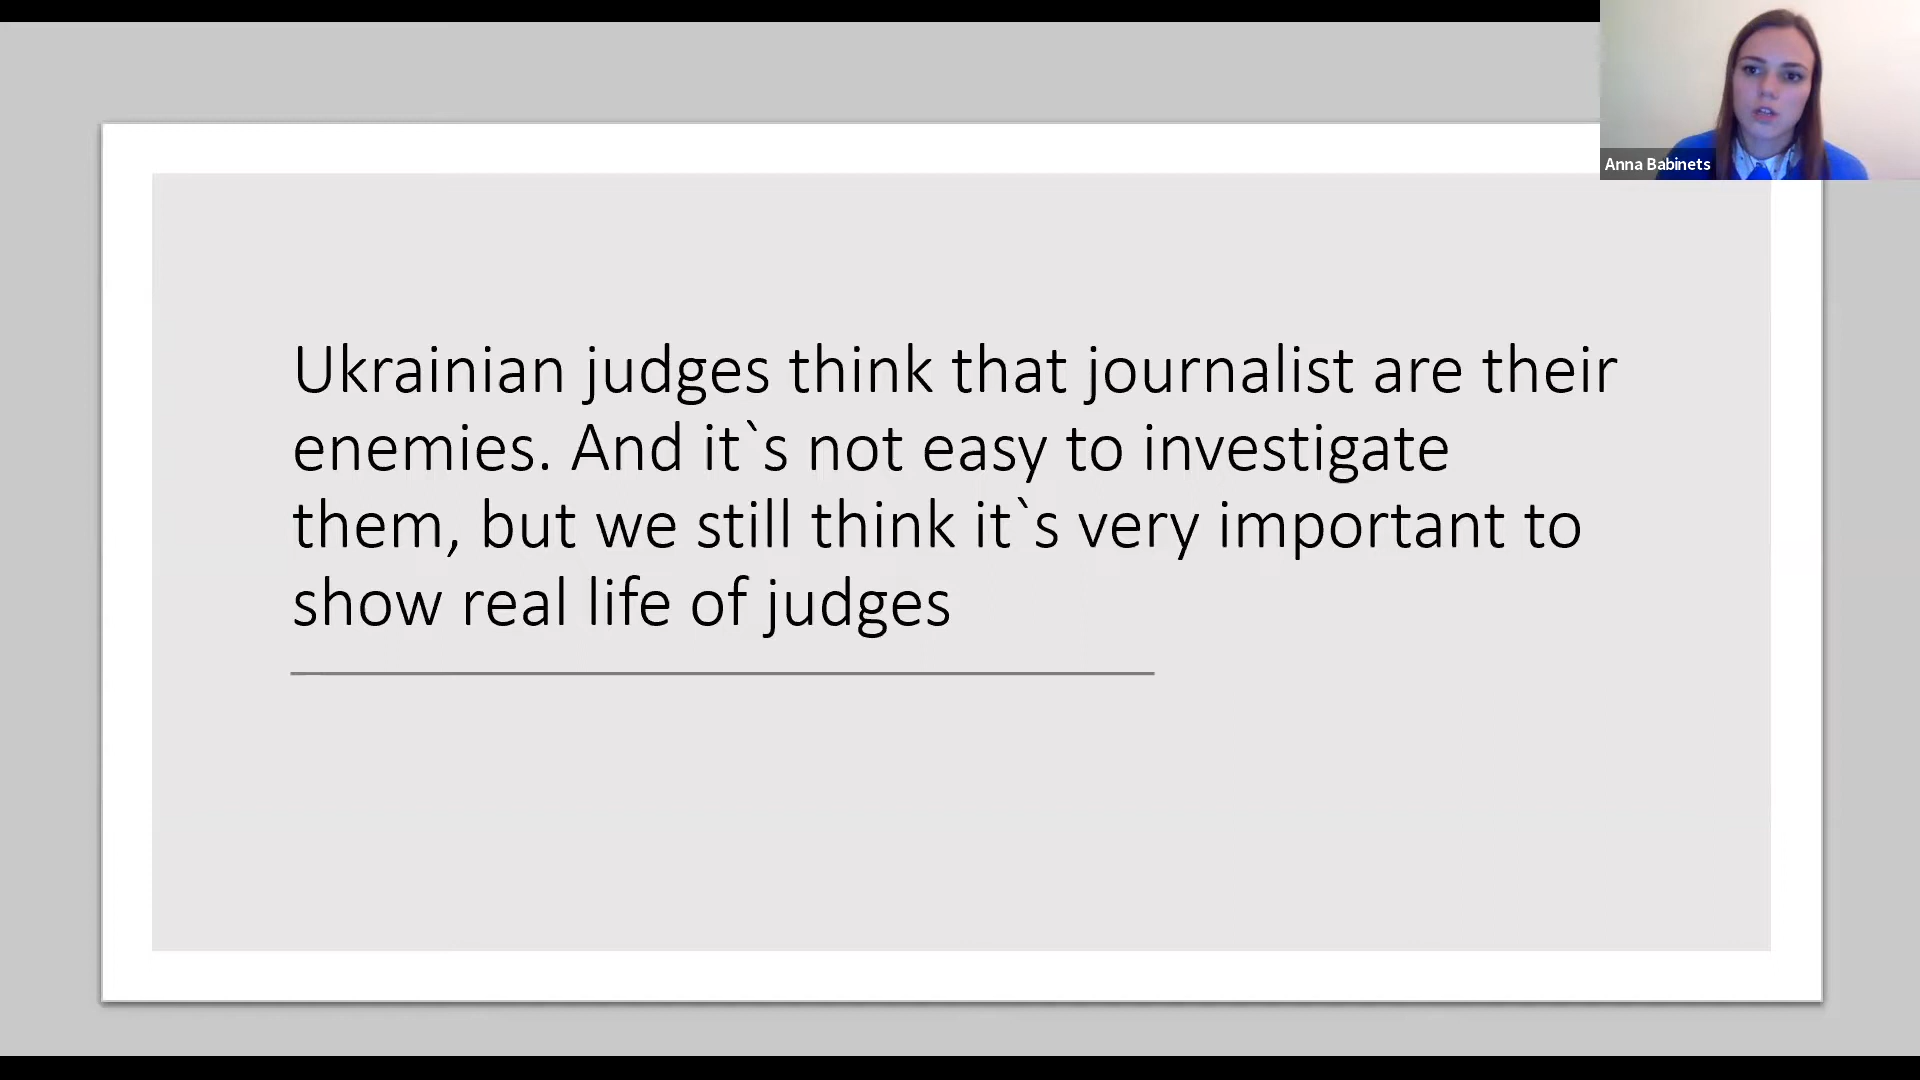 Anna Babinets
Ukrainian judges think that journalist are their
enemies. And it`s not easy to investigate
them, but we still think it`s very important to
show real life of judges